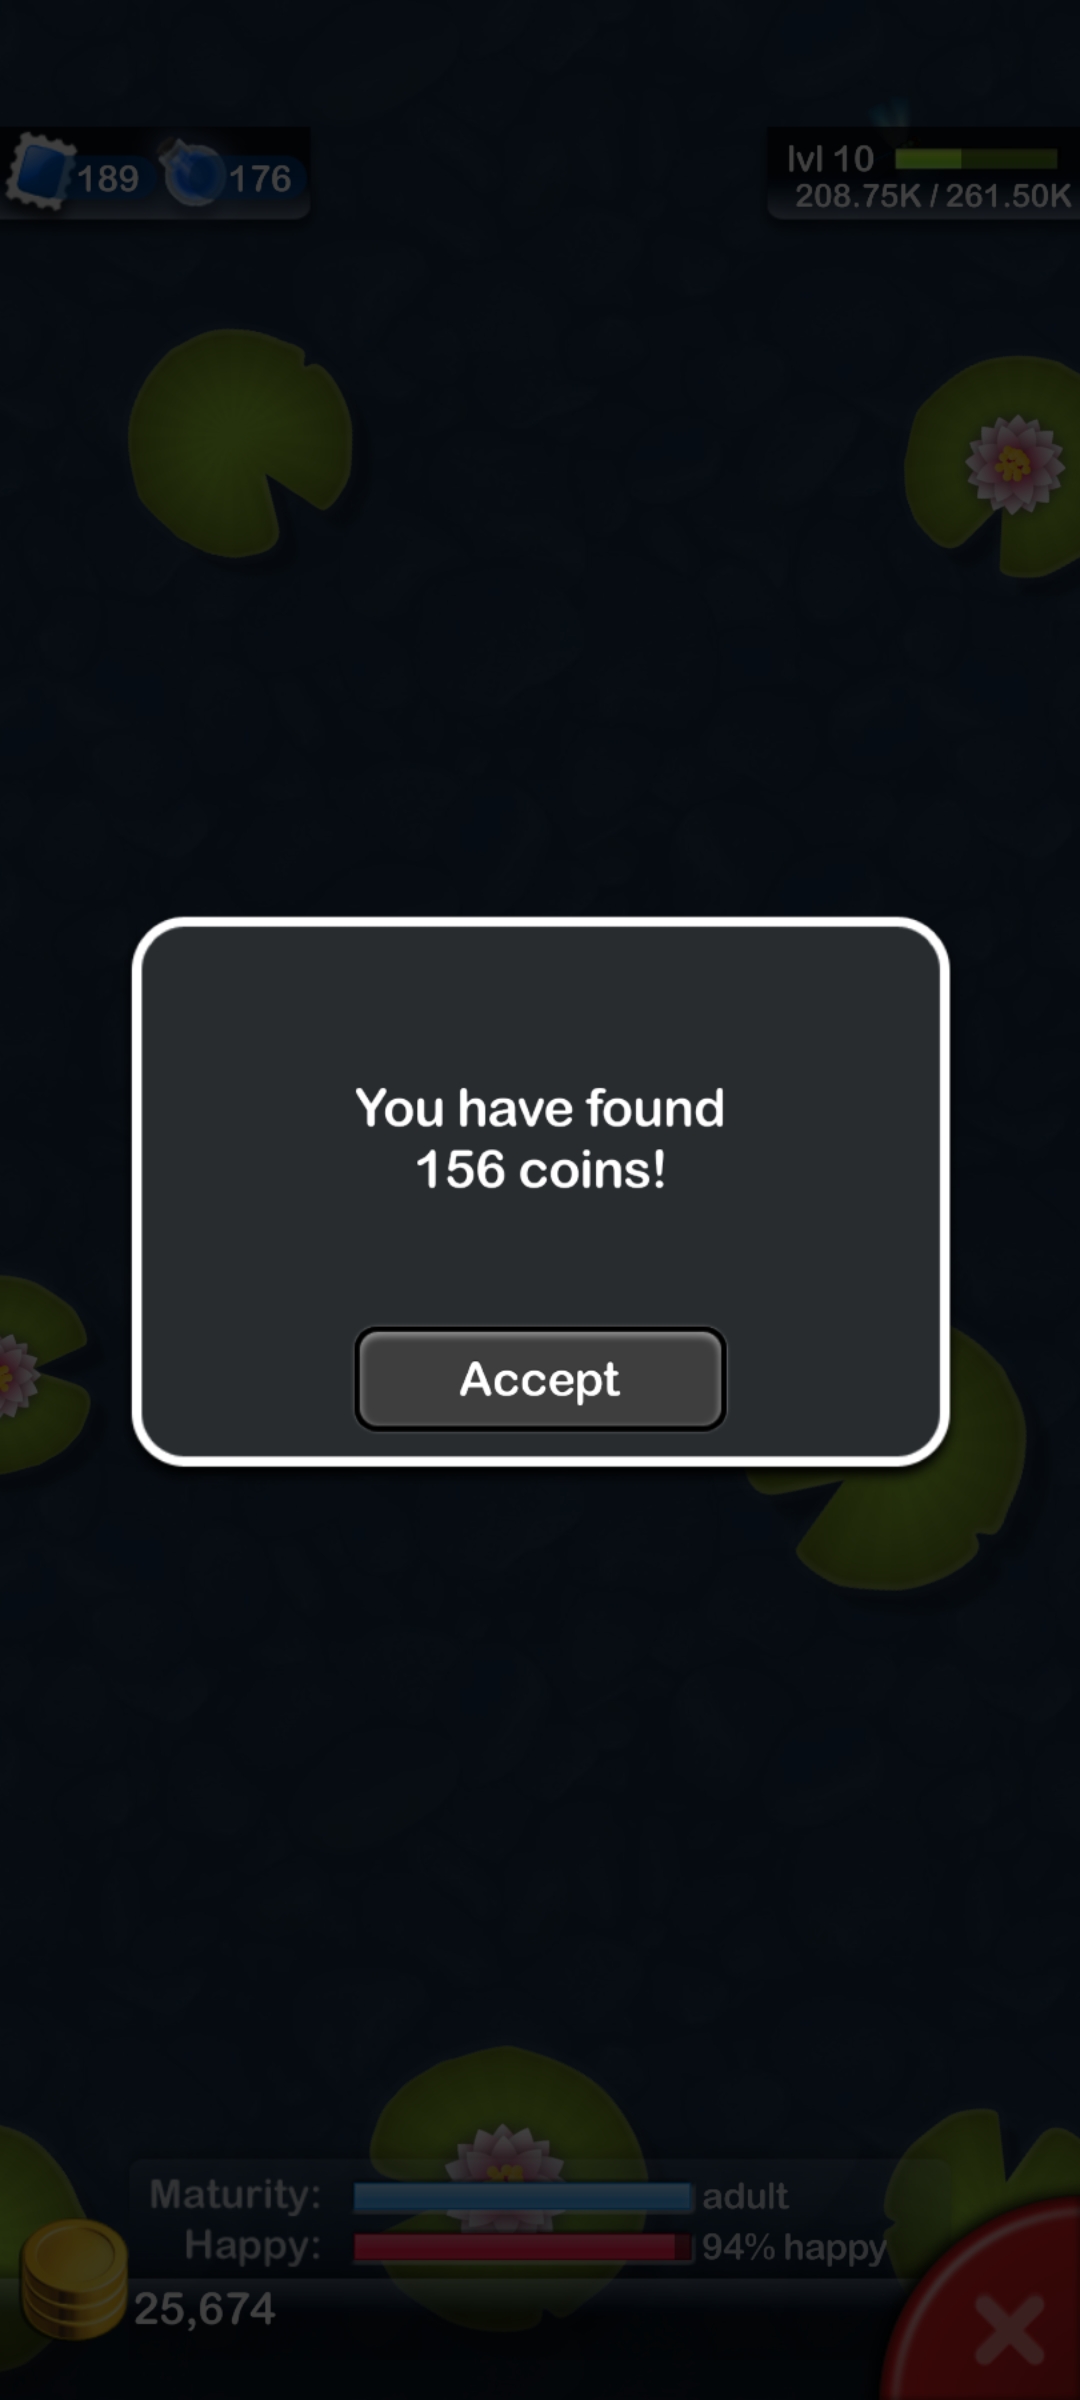 189 176
lvl 10
208.75K / 261.50K
You have found
156 coins!
Accept
Maturity: adult
Happy: 94% happy
25,674